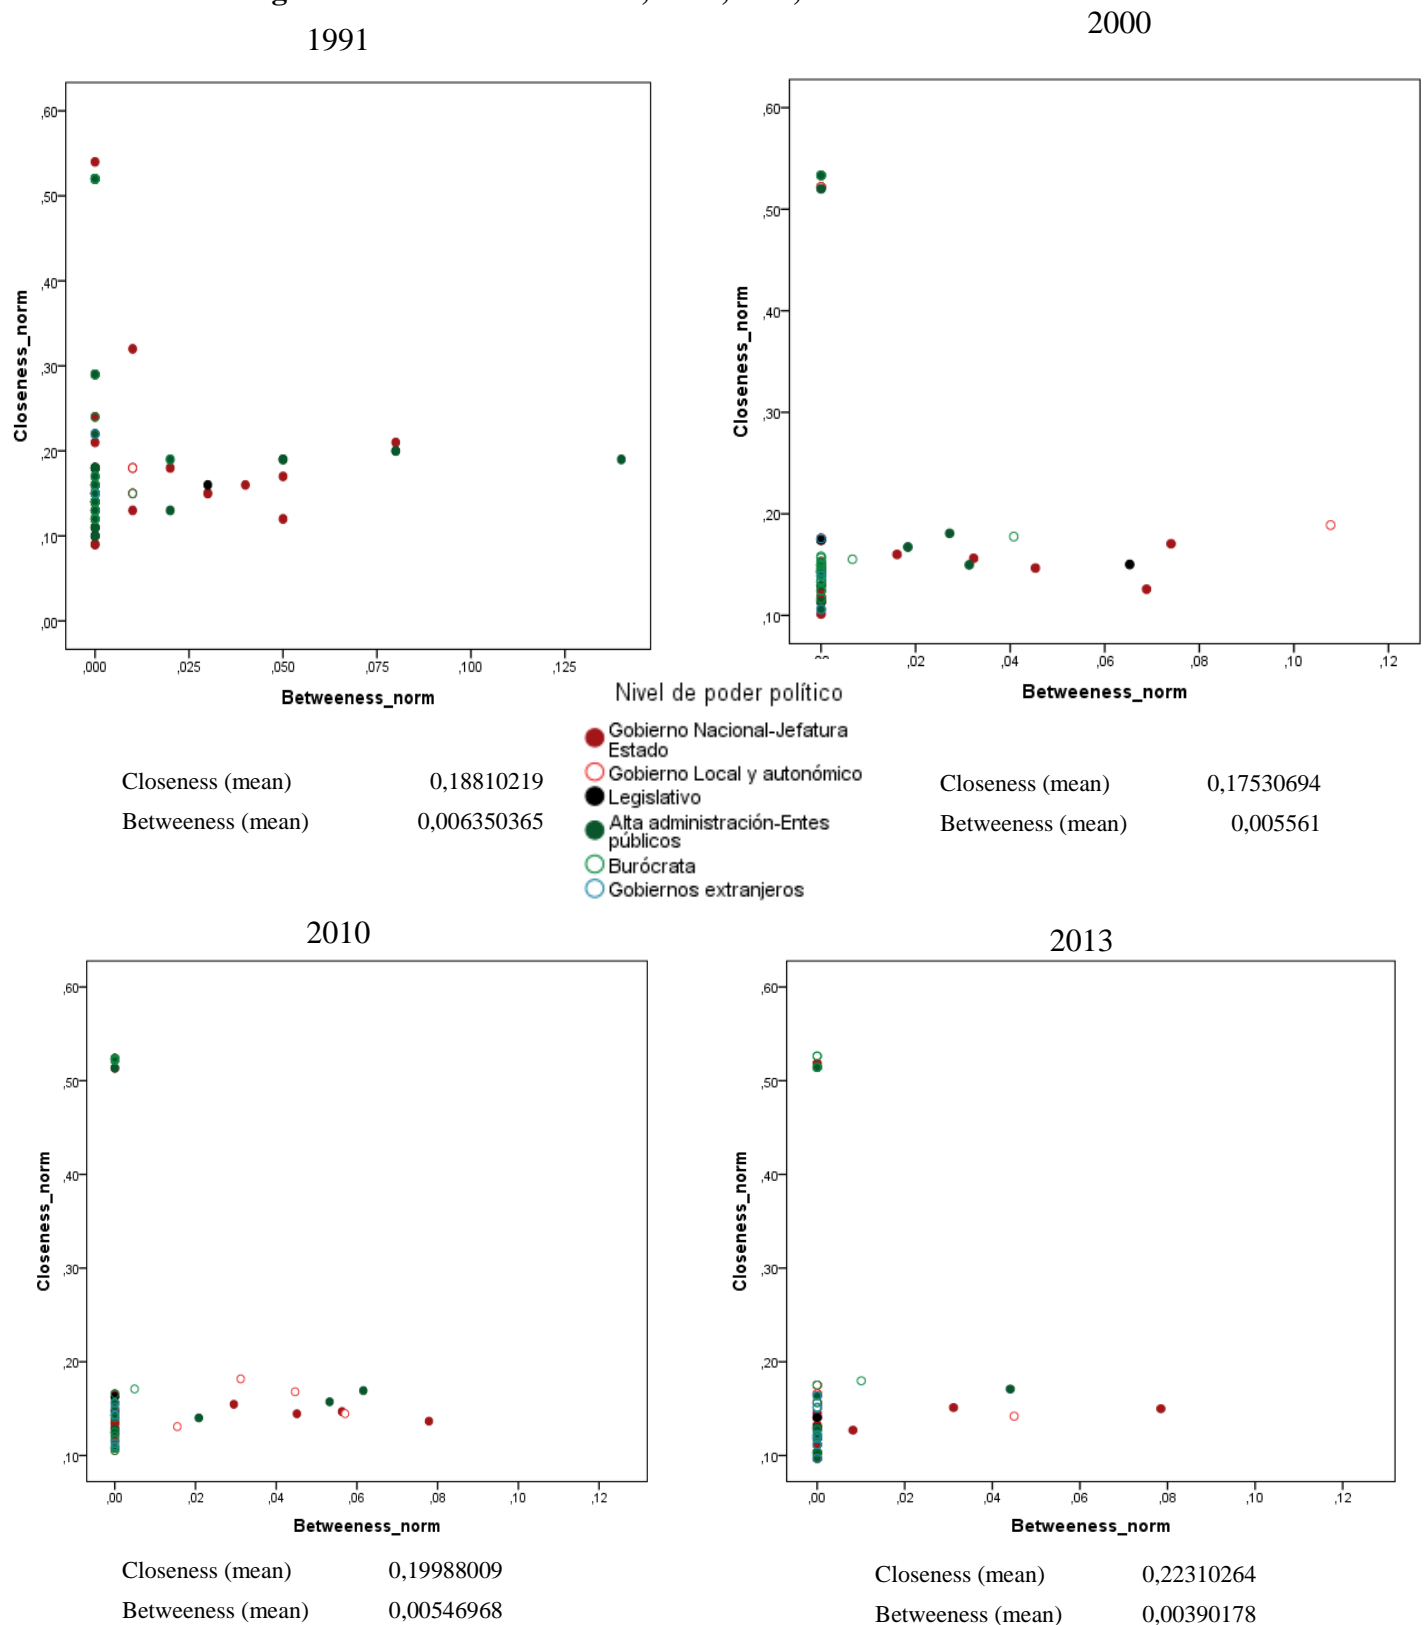 1991
2000
,60
,50
,40
,30
,20
,10
,00
Closeness_norm
,000 ,025 ,050 ,075 ,100 ,125
Betweeness_norm
,60
,50
,40
,30
,20
,10
Closeness_norm
,02 ,04 ,06 ,08 ,10 ,12
Betweeness_norm
Nivel de poder político
Gobierno Nacional-Jefatura
Estado
Gobierno Local y autonómico
Legislativo
Alta administración-Entes
públicos
Burócrata
Gobiernos extranjeros
Closeness (mean) 0,18810219
Betweeness (mean) 0,006350365
Closeness (mean) 0,17530694
Betweeness (mean) 0,005561
2010
2013
,60
,50
,40
,30
,20
,10
Closeness_norm
,00 ,02 ,04 ,06 ,08 ,10 ,12
Betweeness_norm
,60
,50
,40
,30
,20
,10
Closeness_norm
,00 ,02 ,04 ,06 ,08 ,10 ,12
Betweeness_norm
Closeness (mean) 0,19988009
Betweeness (mean) 0,00546968
Closeness (mean) 0,22310264
Betweeness (mean) 0,00390178